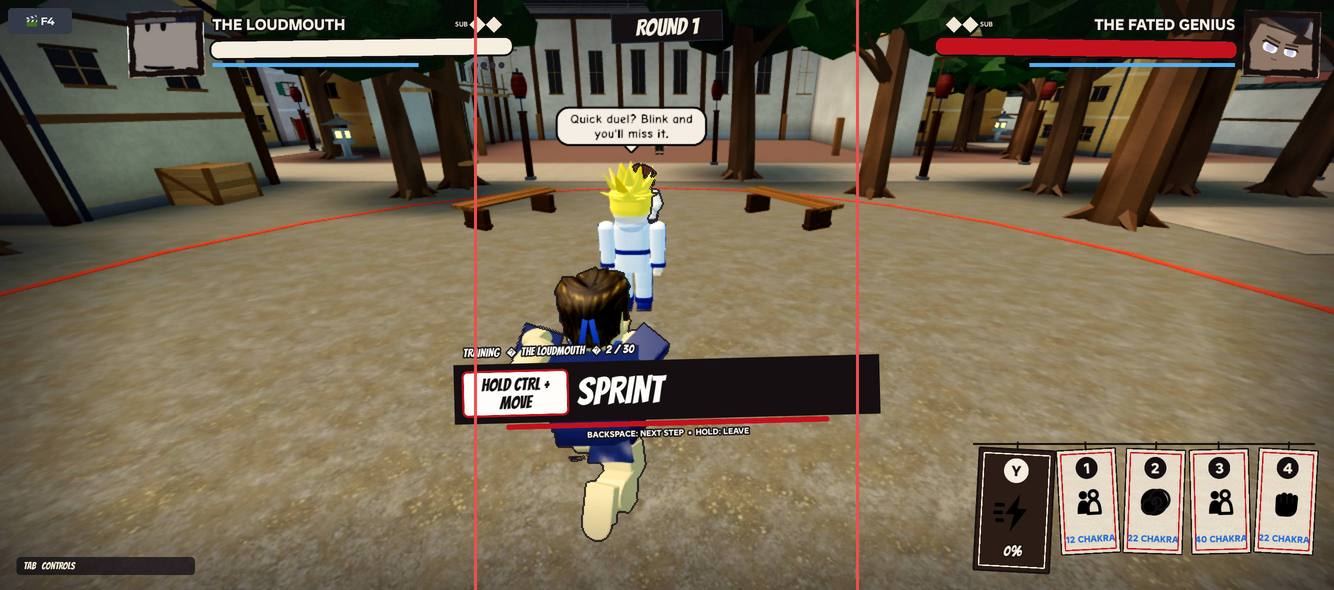 F4
THE LOUDMOUTH
SUB
ROUND 1
SUB
THE FATED GENIUS
Quick duel? Blink and
you'll miss it.
TRAINING � THE LOUDMOUTH � 2 / 30
HOLD CTRL +
MOVE
SPRINT
BACKSPACE: NEXT STEP • HOLD: LEAVE
Y
0%
1
12 CHAKRA
2
22 CHAKRA
3
40 CHAKRA
4
22 CHAKRA
TAB CONTROLS